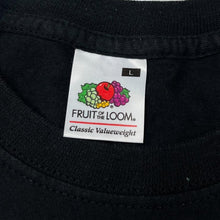 L
FRUIT OF THE LOOM®
Classic Valueweight